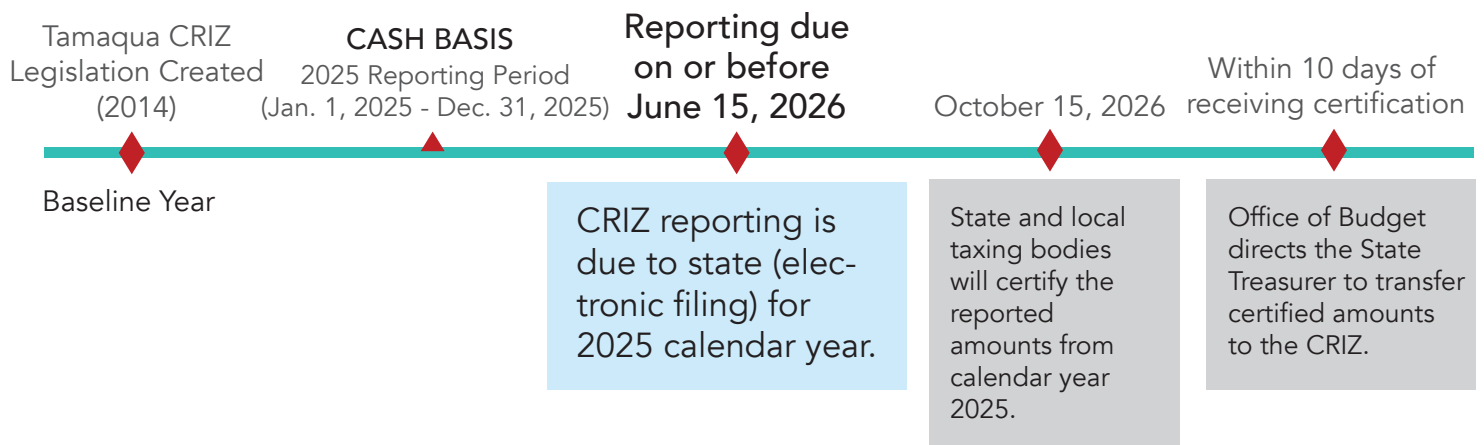 Tamaqua CRIZ
Legislation Created
(2014)
CASH BASIS
2025 Reporting Period
(Jan. 1, 2025 - Dec. 31, 2025)
Reporting due
on or before
June 15, 2026
October 15, 2026
Within 10 days of
receiving certification
Baseline Year
CRIZ reporting is
due to state (elec-
tronic filing) for
2025 calendar year.
State and local
taxing bodies
will certify the
reported
amounts from
calendar year
2025.
Office of Budget
directs the State
Treasurer to transfer
certified amounts
to the CRIZ.